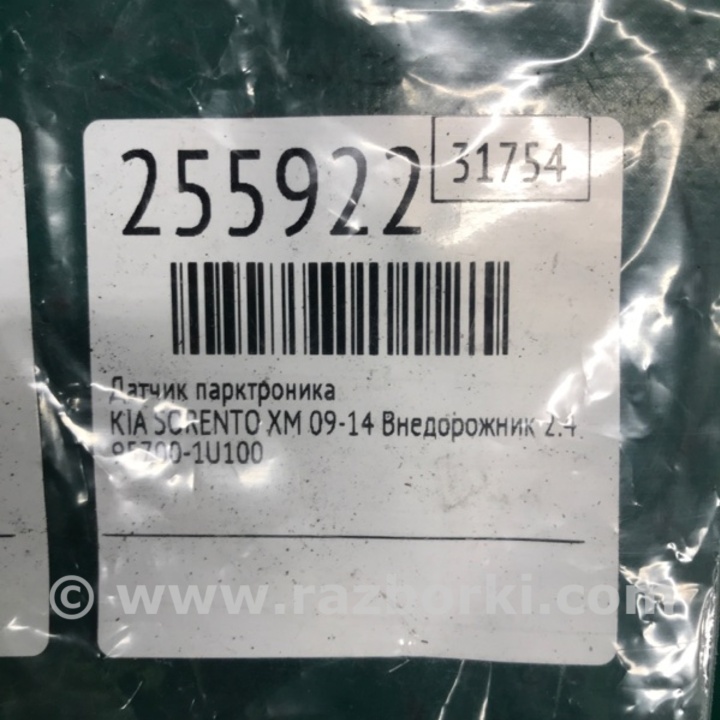 255922
31754
Датчик парктроника
KIA SORENTO XM 09-14 Внедорожник 2.4
95700-1U100
© www.razborki.com